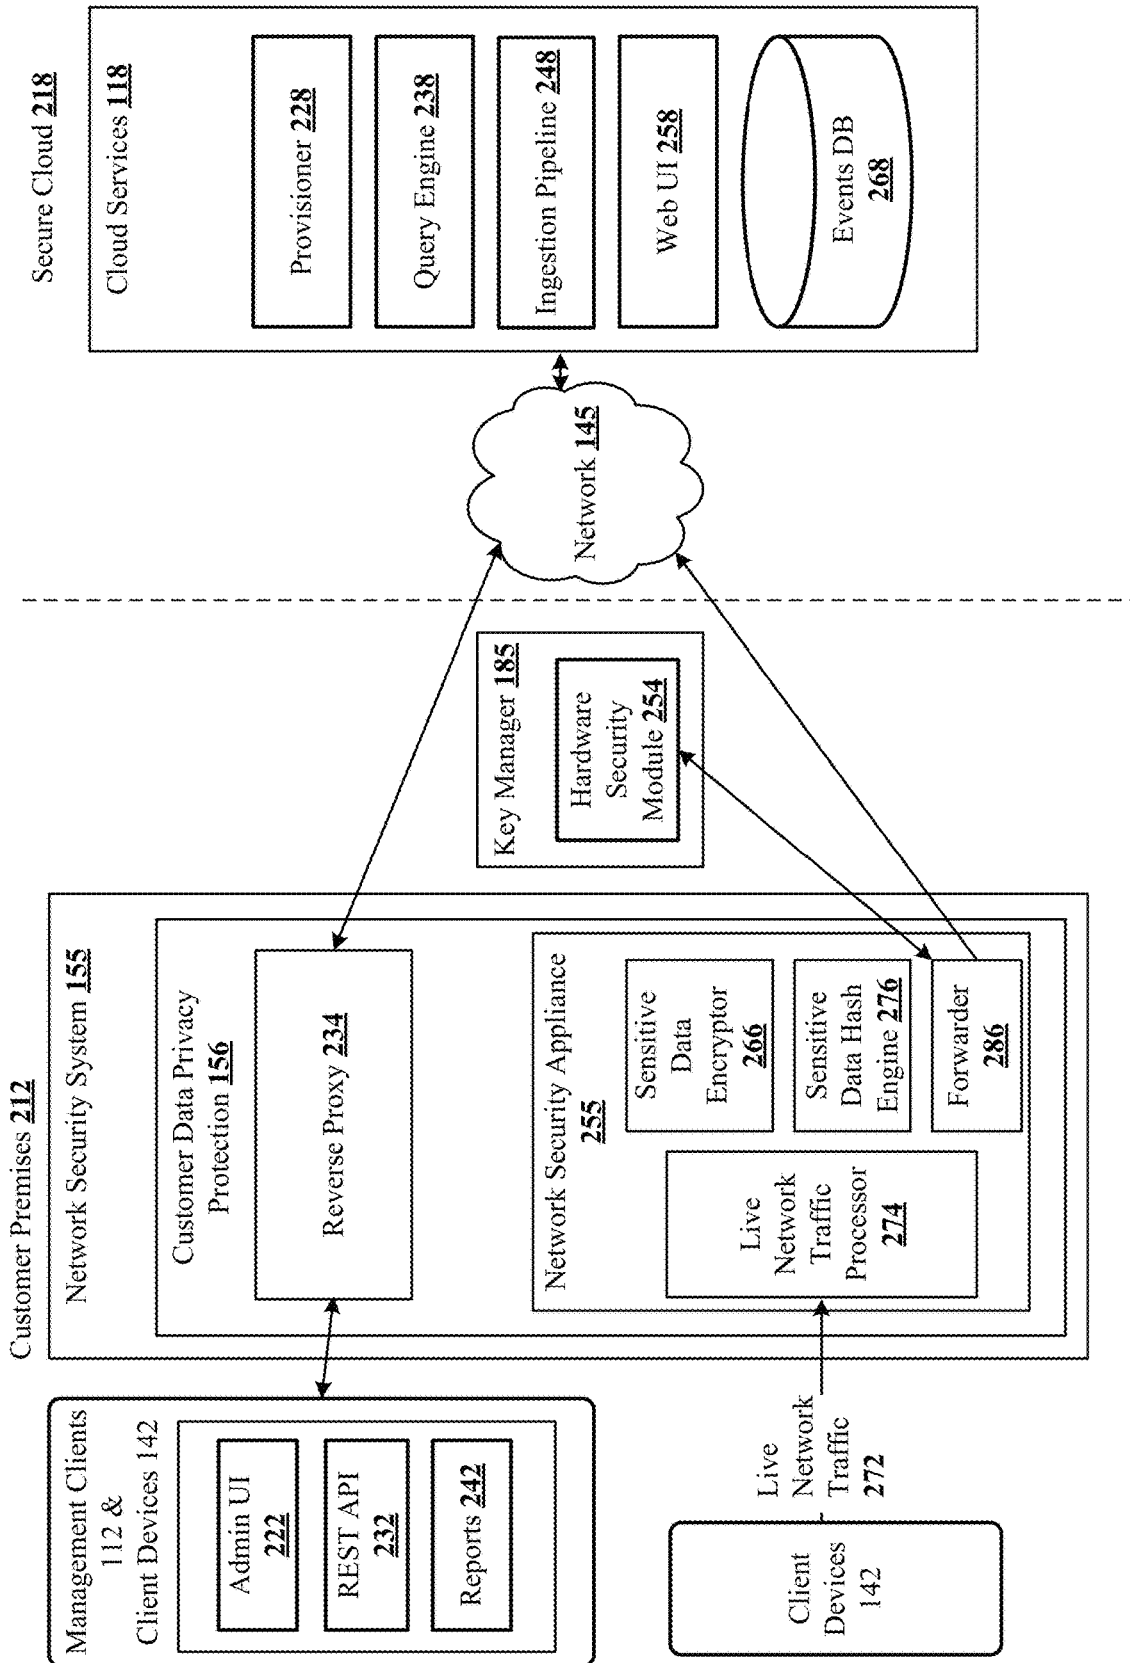 Customer Premises 212
Management Clients
112 &
Client Devices 142
Admin UI
222
REST API
232
Reports 242
Client
Devices
142
Live
Network
Traffic
272
Network Security System 155
Customer Data Privacy
Protection 156
Reverse Proxy 234
Network Security Appliance
255
Live
Network
Traffic
Processor
274
Sensitive
Data
Encryptor
266
Sensitive
Data Hash
Engine 276
Forwarder
286
Key Manager 185
Hardware
Security
Module 254
Network 145
Secure Cloud 218
Cloud Services 118
Provisioner 228
Query Engine 238
Ingestion Pipeline 248
Web UI 258
Events DB
268